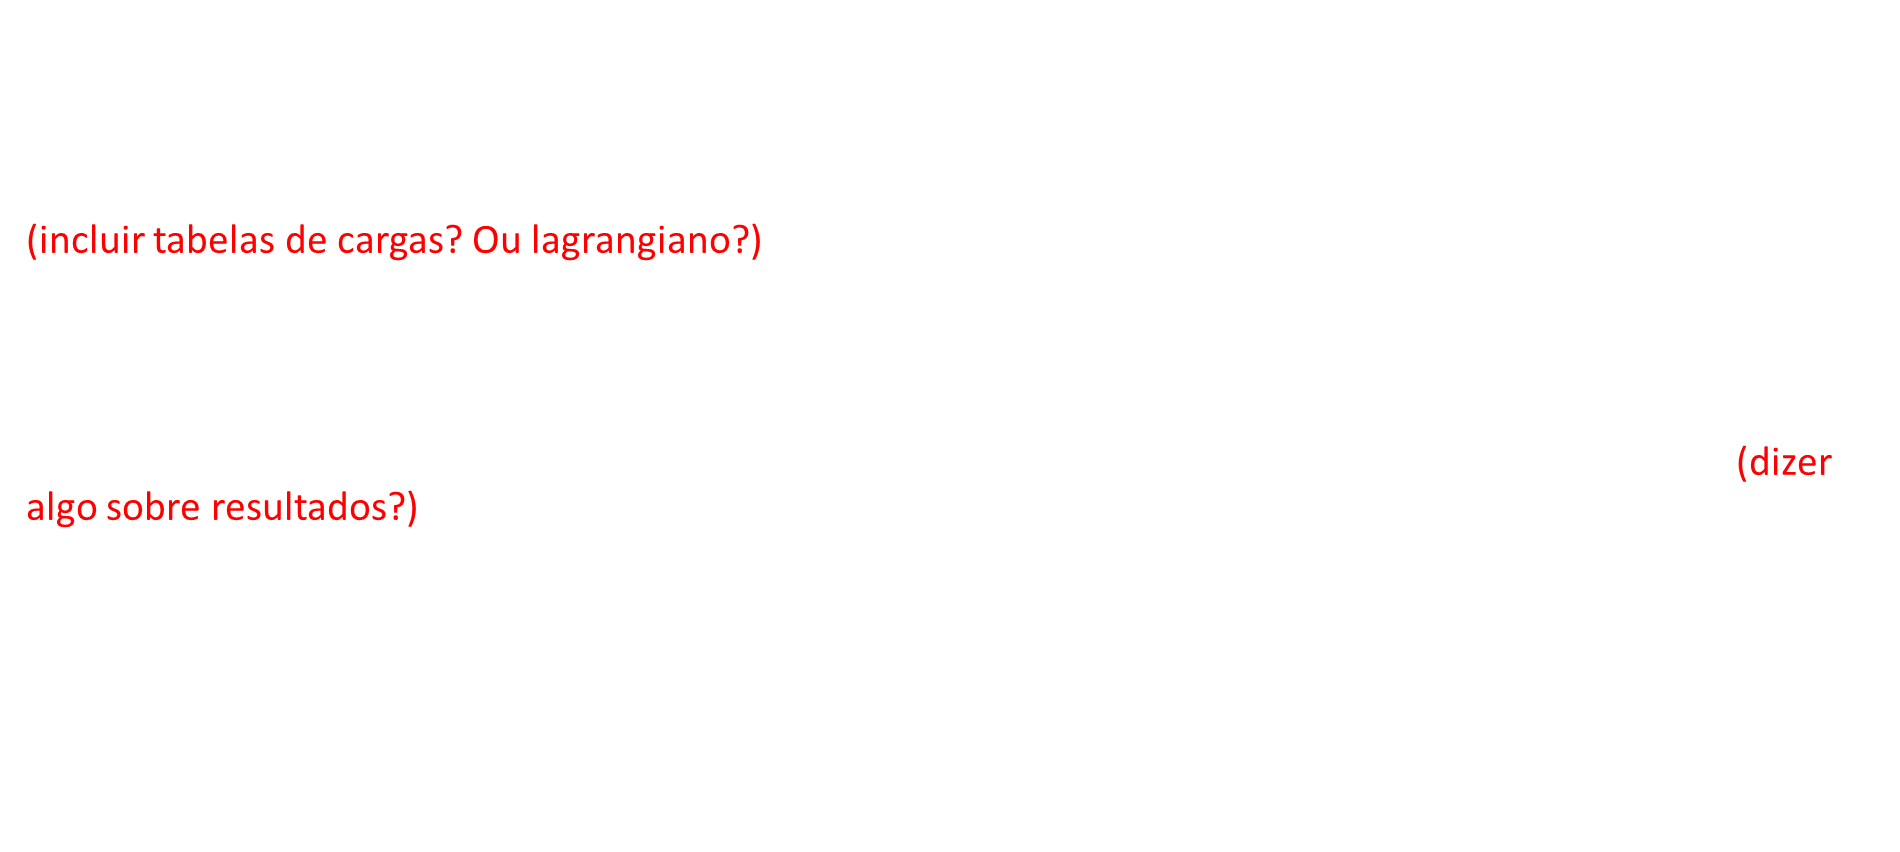 (incluir tabelas de cargas? Ou lagrangiano?)
(dizer
algo sobre resultados?)